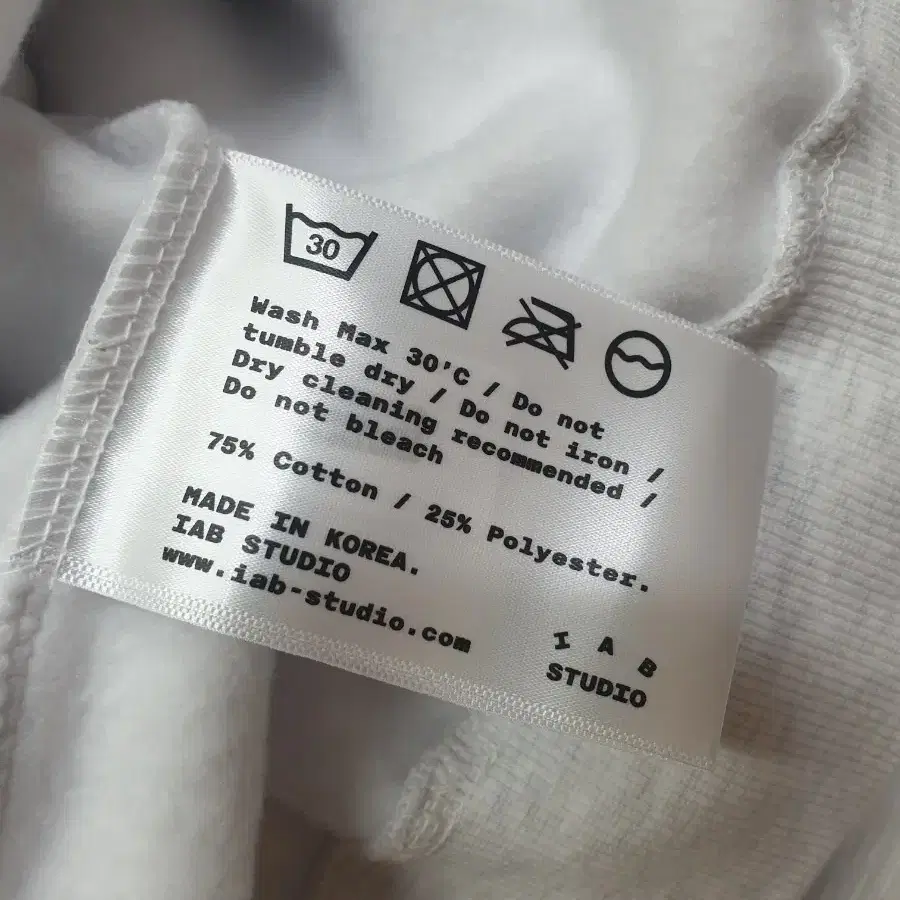 30
Wash Max 30'C / Do not
tumble dry / Do not iron /
Dry cleaning recommended /
Do not bleach
75% Cotton / 25% Polyester.
MADE IN KOREA.
IAB STUDIO
www.iab-studio.com
I A B
STUDIO